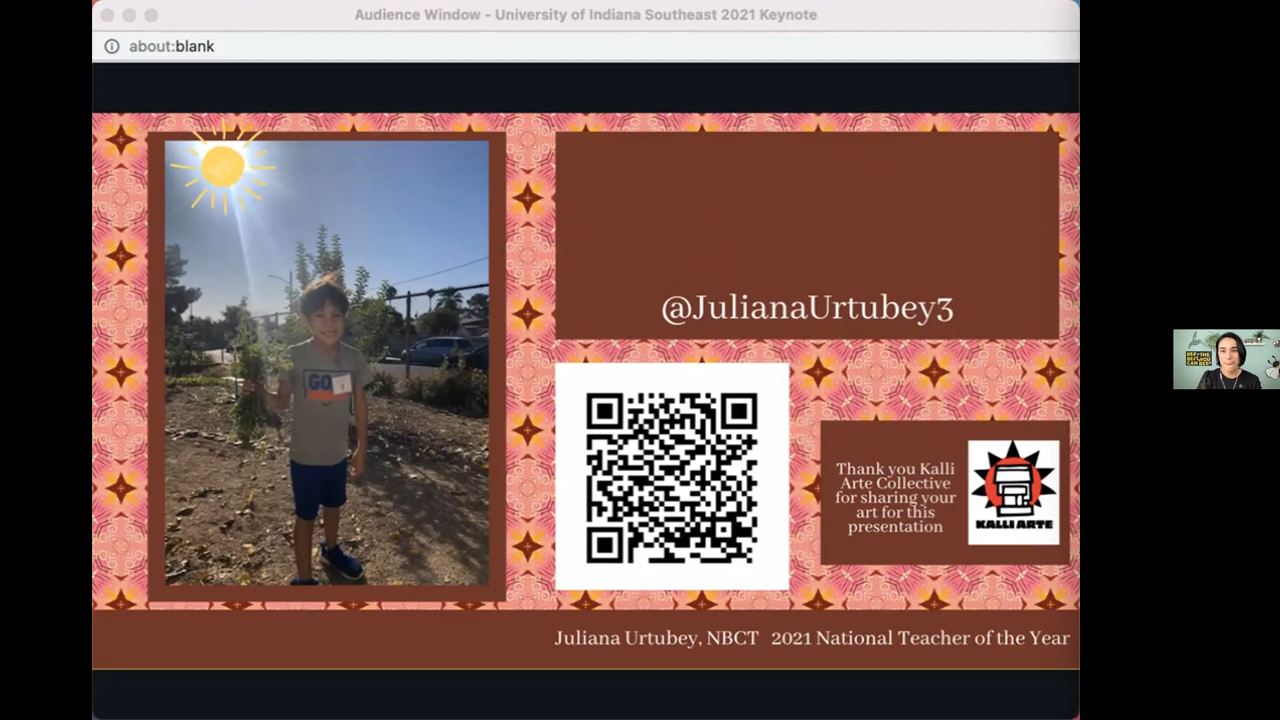 Audience Window - University of Indiana Southeast 2021 Keynote
about:blank
@JulianaUrtubey3
Thank you Kalli
Arte Collective
for sharing your
art for this
presentation
KALLI ARTE
GO
Juliana Urtubey, NBCT 2021 National Teacher of the Year